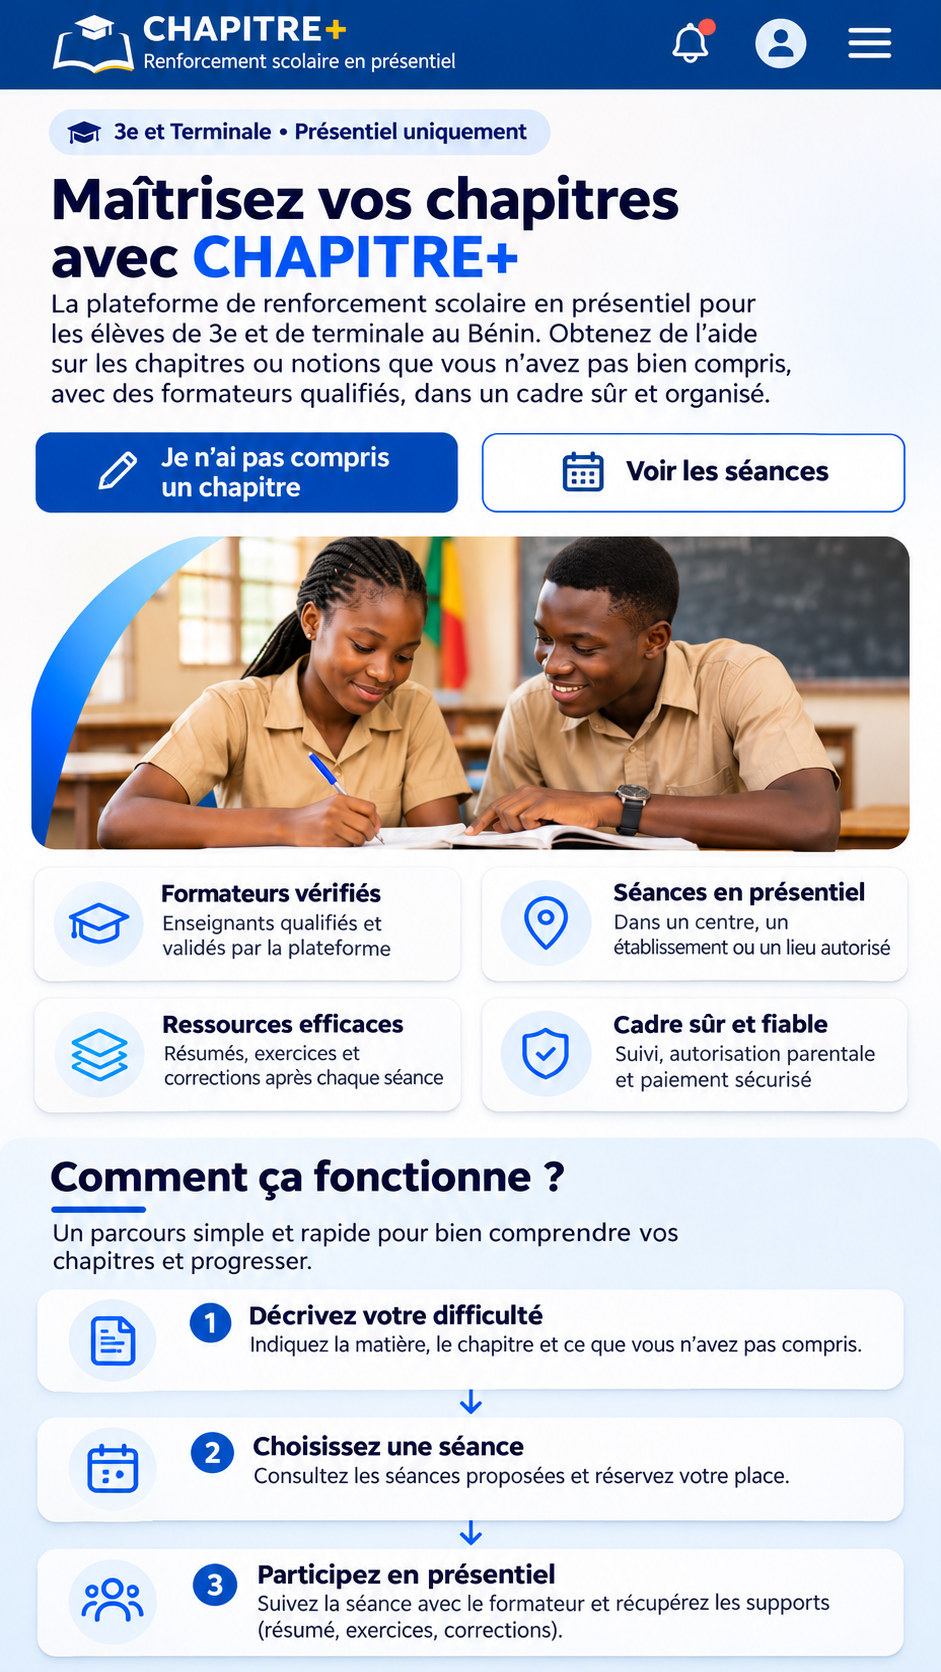 CHAPITRE+
Renforcement scolaire en présentiel
3e et Terminale • Présentiel uniquement
Maîtrisez vos chapitres
avec CHAPITRE+
La plateforme de renforcement scolaire en présentiel pour
les élèves de 3e et de terminale au Bénin. Obtenez de l’aide
sur les chapitres ou notions que vous n’avez pas bien compris,
avec des formateurs qualifiés, dans un cadre sûr et organisé.
Je n’ai pas compris
un chapitre
Voir les séances
Formateurs vérifiés
Enseignants qualifiés et
validés par la plateforme
Séances en présentiel
Dans un centre, un
établissement ou un lieu autorisé
Ressources efficaces
Résumés, exercices et
corrections après chaque séance
Cadre sûr et fiable
Suivi, autorisation parentale
et paiement sécurisé
Comment ça fonctionne ?
Un parcours simple et rapide pour bien comprendre vos
chapitres et progresser.
1 Décrivez votre difficulté
Indiquez la matière, le chapitre et ce que vous n’avez pas compris.
2 Choisissez une séance
Consultez les séances proposées et réservez votre place.
3 Participez en présentiel
Suivez la séance avec le formateur et récupérez les supports
(résumé, exercices, corrections).